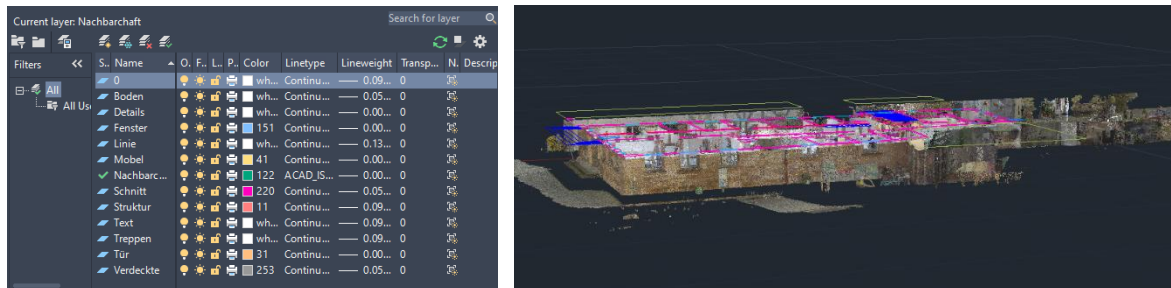 Current layer: Nachbarchaft
Search for layer
Filters
S.. Name O. F.. L.. P.. Color Linetype Lineweight Transp... N. Descrip
All
All Us
0 wh... Continu... 0.09... 0
Boden wh... Continu... 0.05... 0
Details wh... Continu... 0.00... 0
Fenster 151 Continu... 0.00... 0
Linie wh... Continu... 0.13... 0
Mobel 41 Continu... 0.00... 0
Nachbarc... 122 ACAD_IS... 0.00... 0
Schnitt 220 Continu... 0.05... 0
Struktur 11 Continu... 0.09... 0
Text wh... Continu... 0.09... 0
Treppen wh... Continu... 0.09... 0
Tür 31 Continu... 0.00... 0
Verdeckte 253 Continu... 0.05... 0